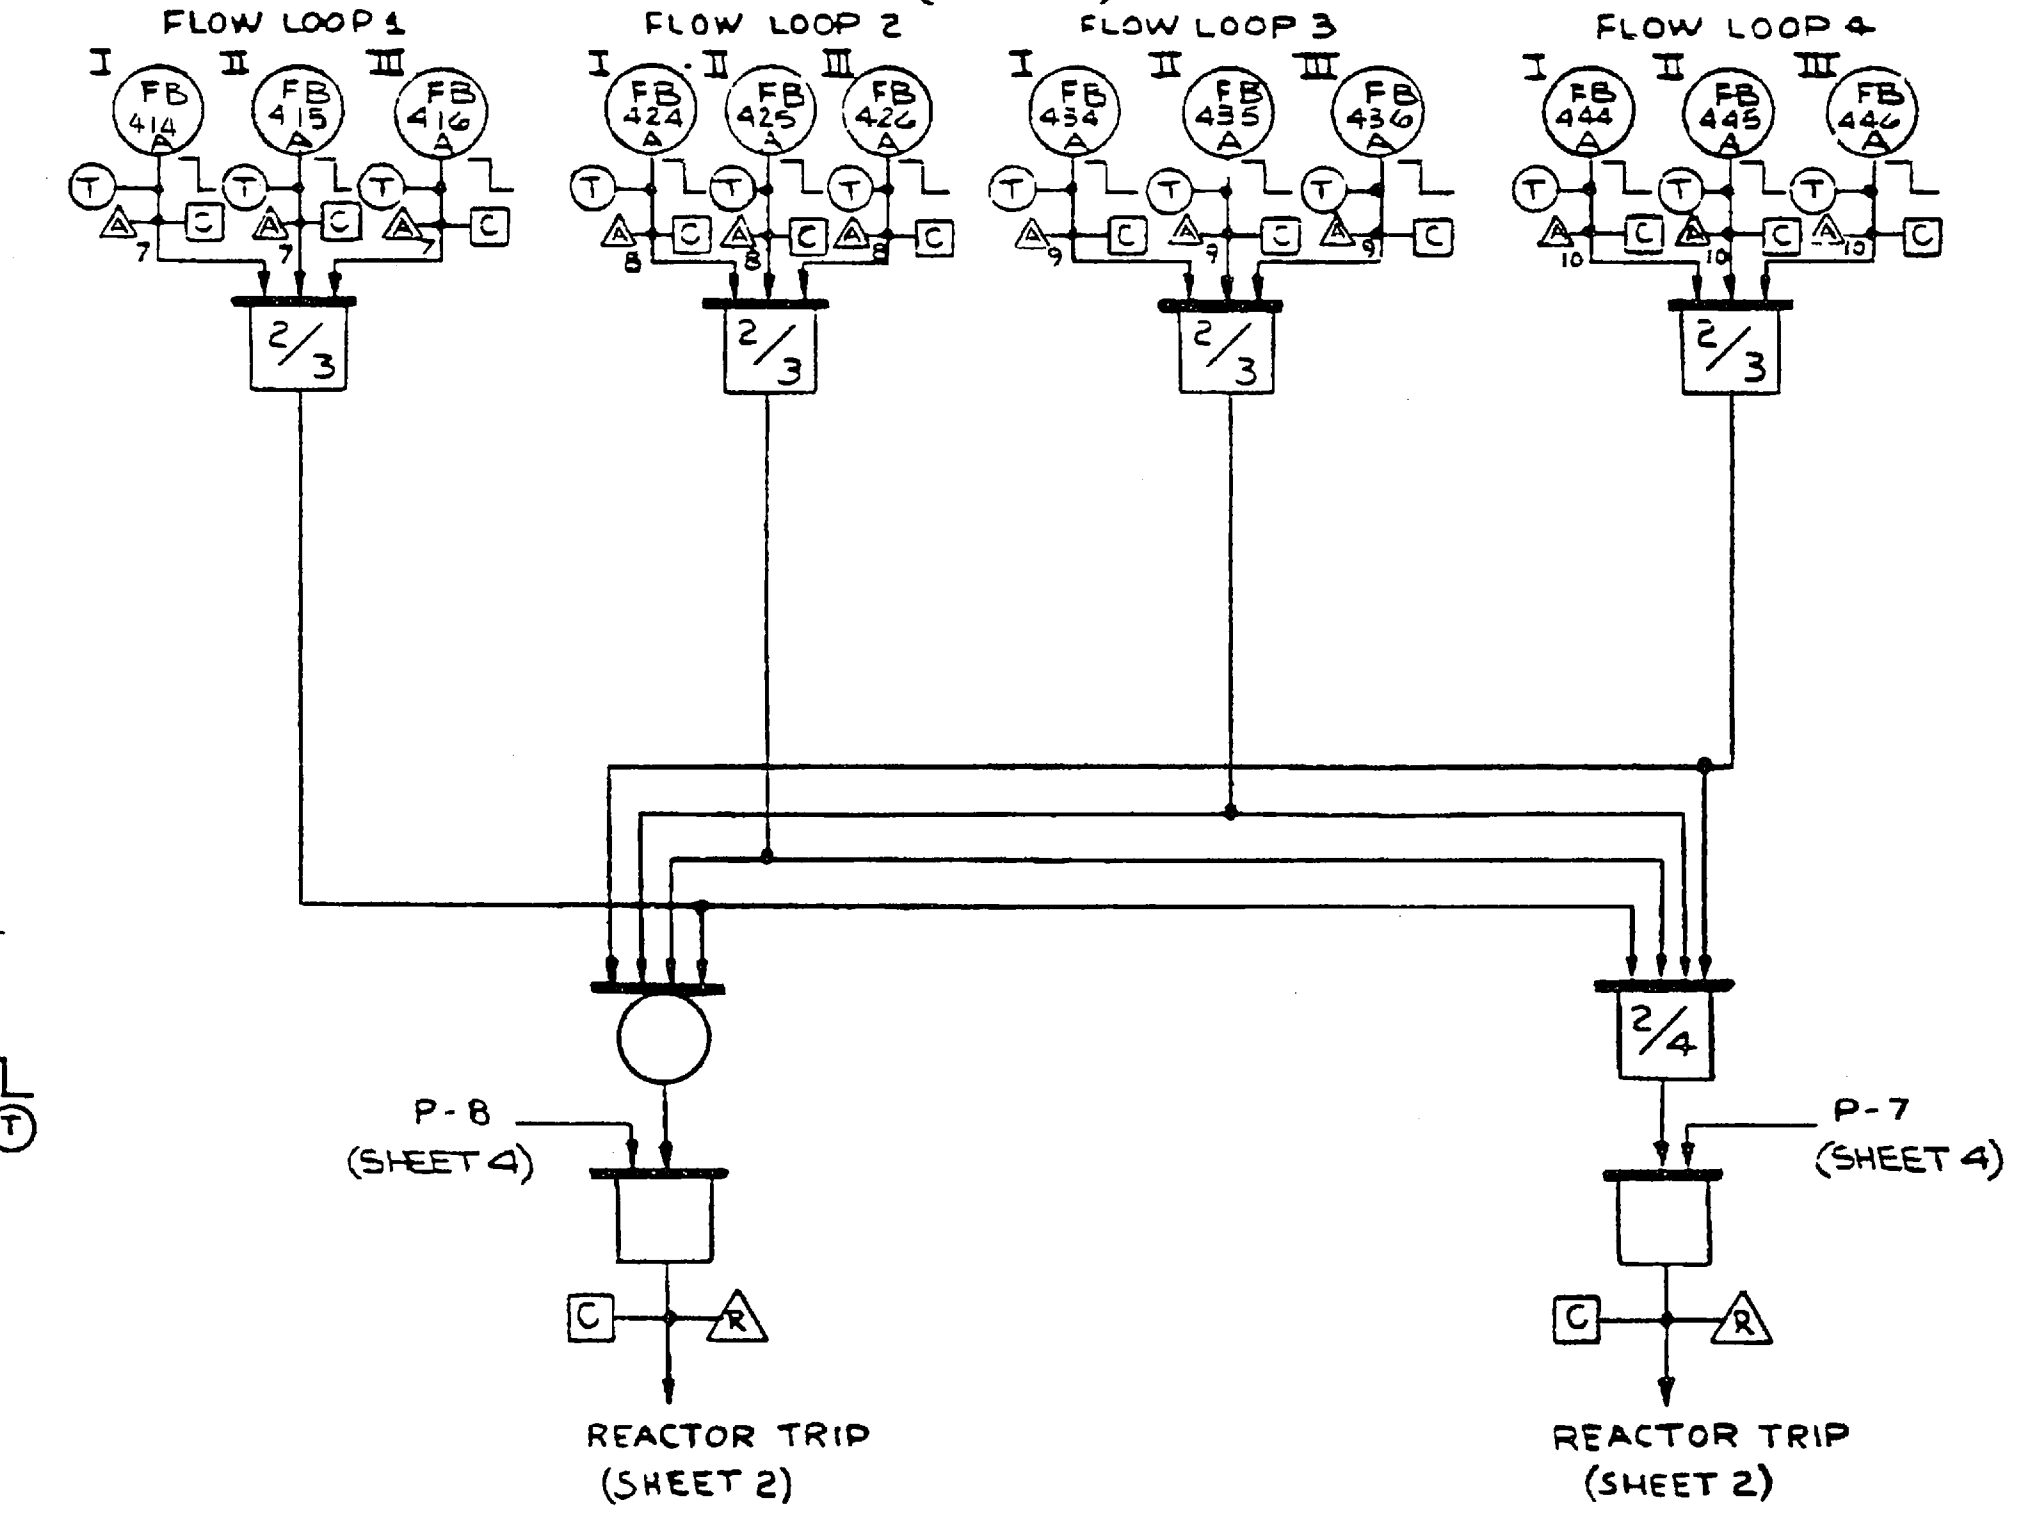 FLOW LOOP 1 FLOW LOOP 2 FLOW LOOP 3 FLOW LOOP 4
I II III I II III I II III I II III
FB 414 A FB 415 A FB 416 A FB 424 A FB 425 A FB 426 A FB 434 A FB 435 A FB 436 A FB 444 A FB 445 A FB 446 A
T T T T T T T T T T T T
A C A C A C A C A C A C A C A C A C A C A C A C
7 7 7 8 8 8 9 9 9 10 10 10
2/3 2/3 2/3 2/3
2/4
T
P-8 P-7
(SHEET 4) (SHEET 4)
C R C R
REACTOR TRIP REACTOR TRIP
(SHEET 2) (SHEET 2)